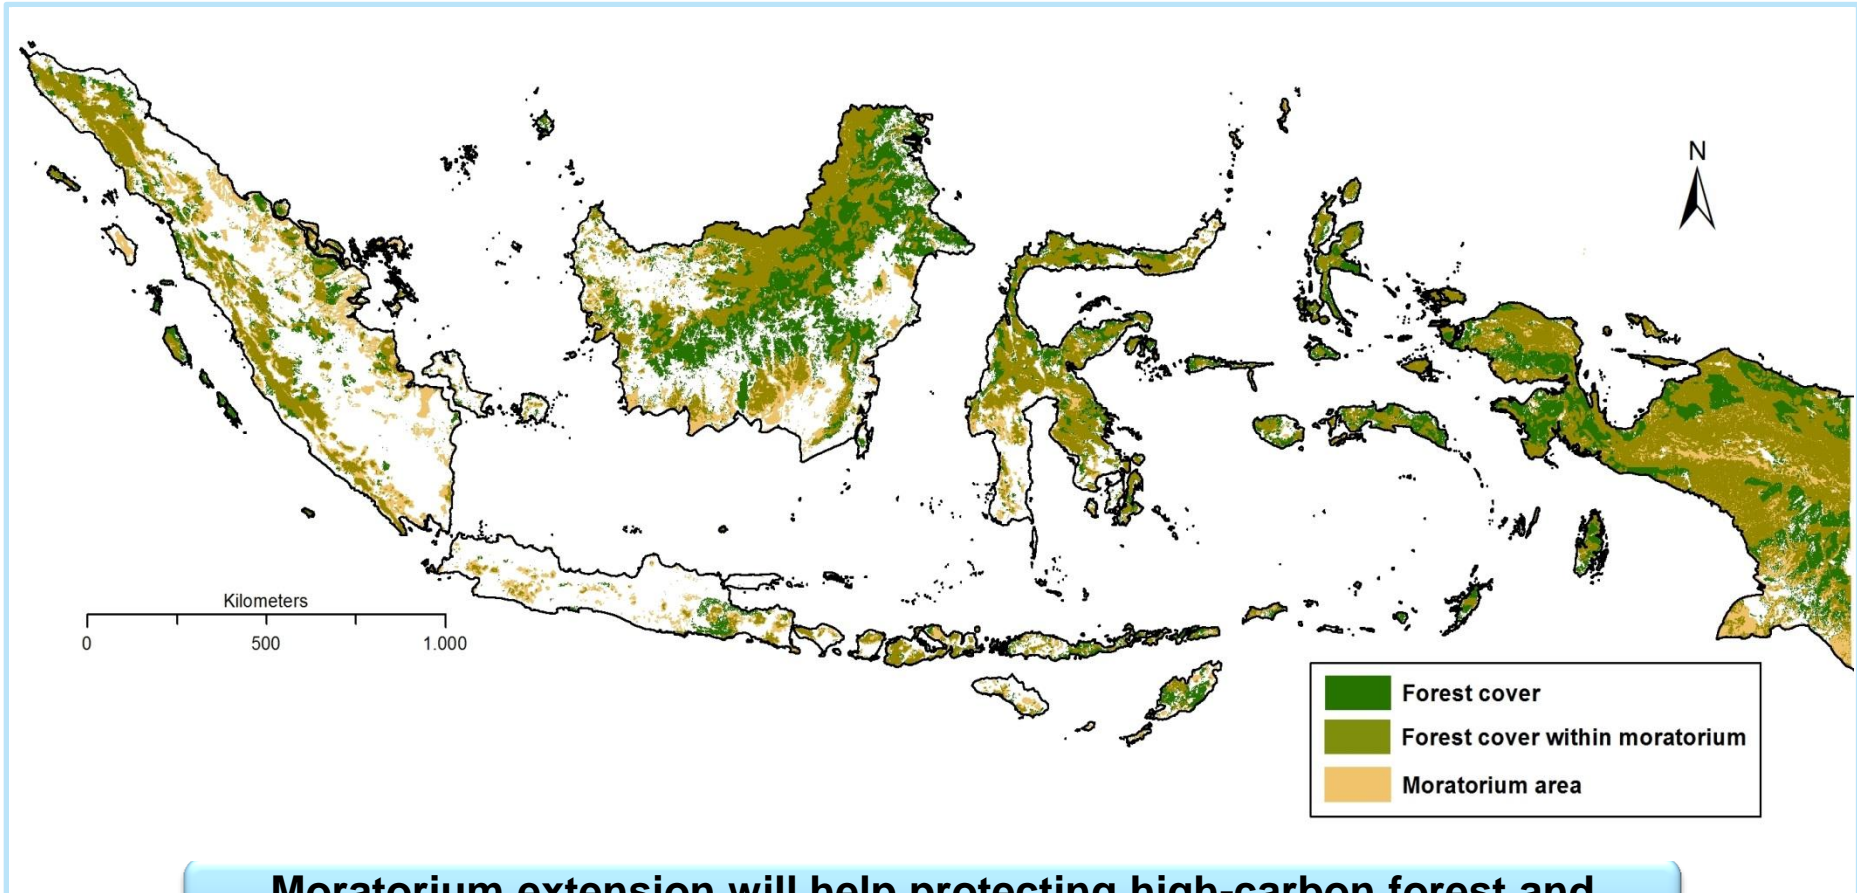 N
Kilometers
0 500 1.000
Forest cover
Forest cover within moratorium
Moratorium area
Moratorium extension will help protecting high-carbon forest and